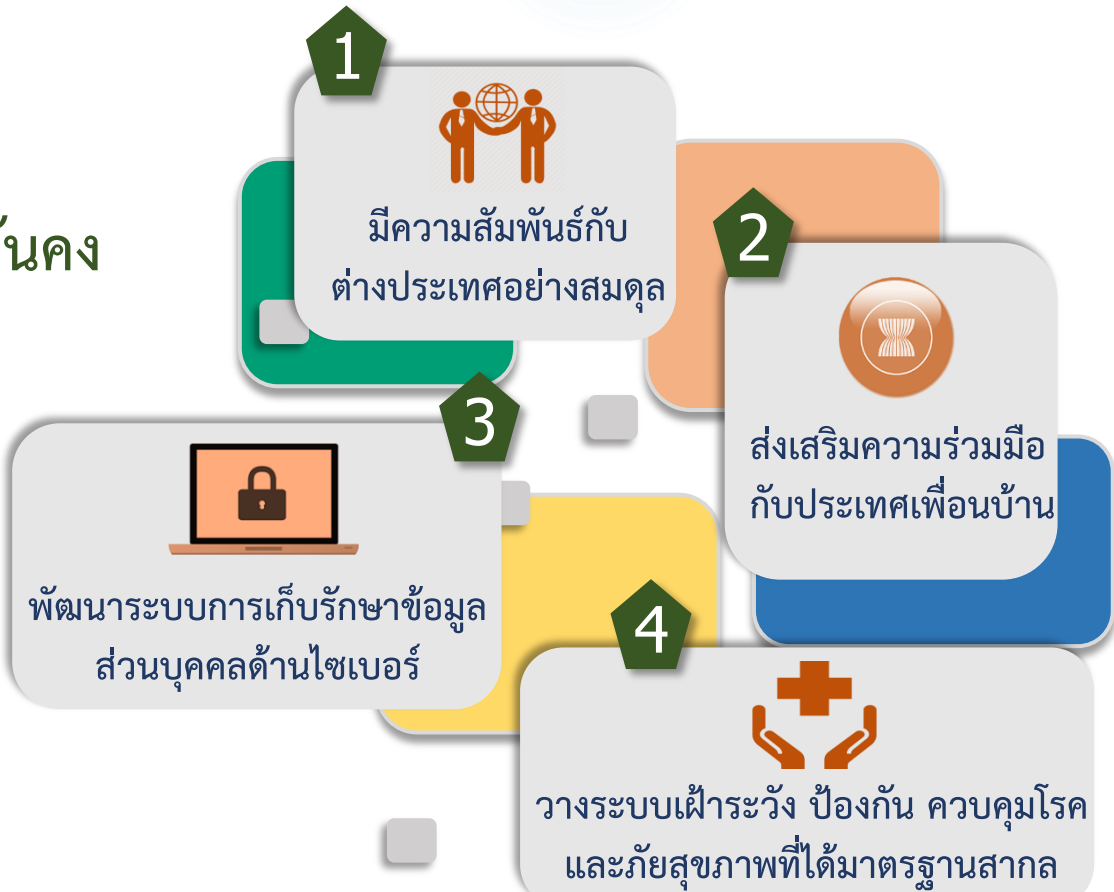 1
มีความสัมพันธ์กับ
ต่างประเทศอย่างสมดุล
2
ส่งเสริมความร่วมมือ
กับประเทศเพื่อนบ้าน
3
พัฒนาระบบการเก็บรักษาข้อมูล
ส่วนบุคคลด้านไซเบอร์
4
วางระบบเฝ้าระวัง ป้องกัน ควบคุมโรค
และภัยสุขภาพที่ได้มาตรฐานสากล